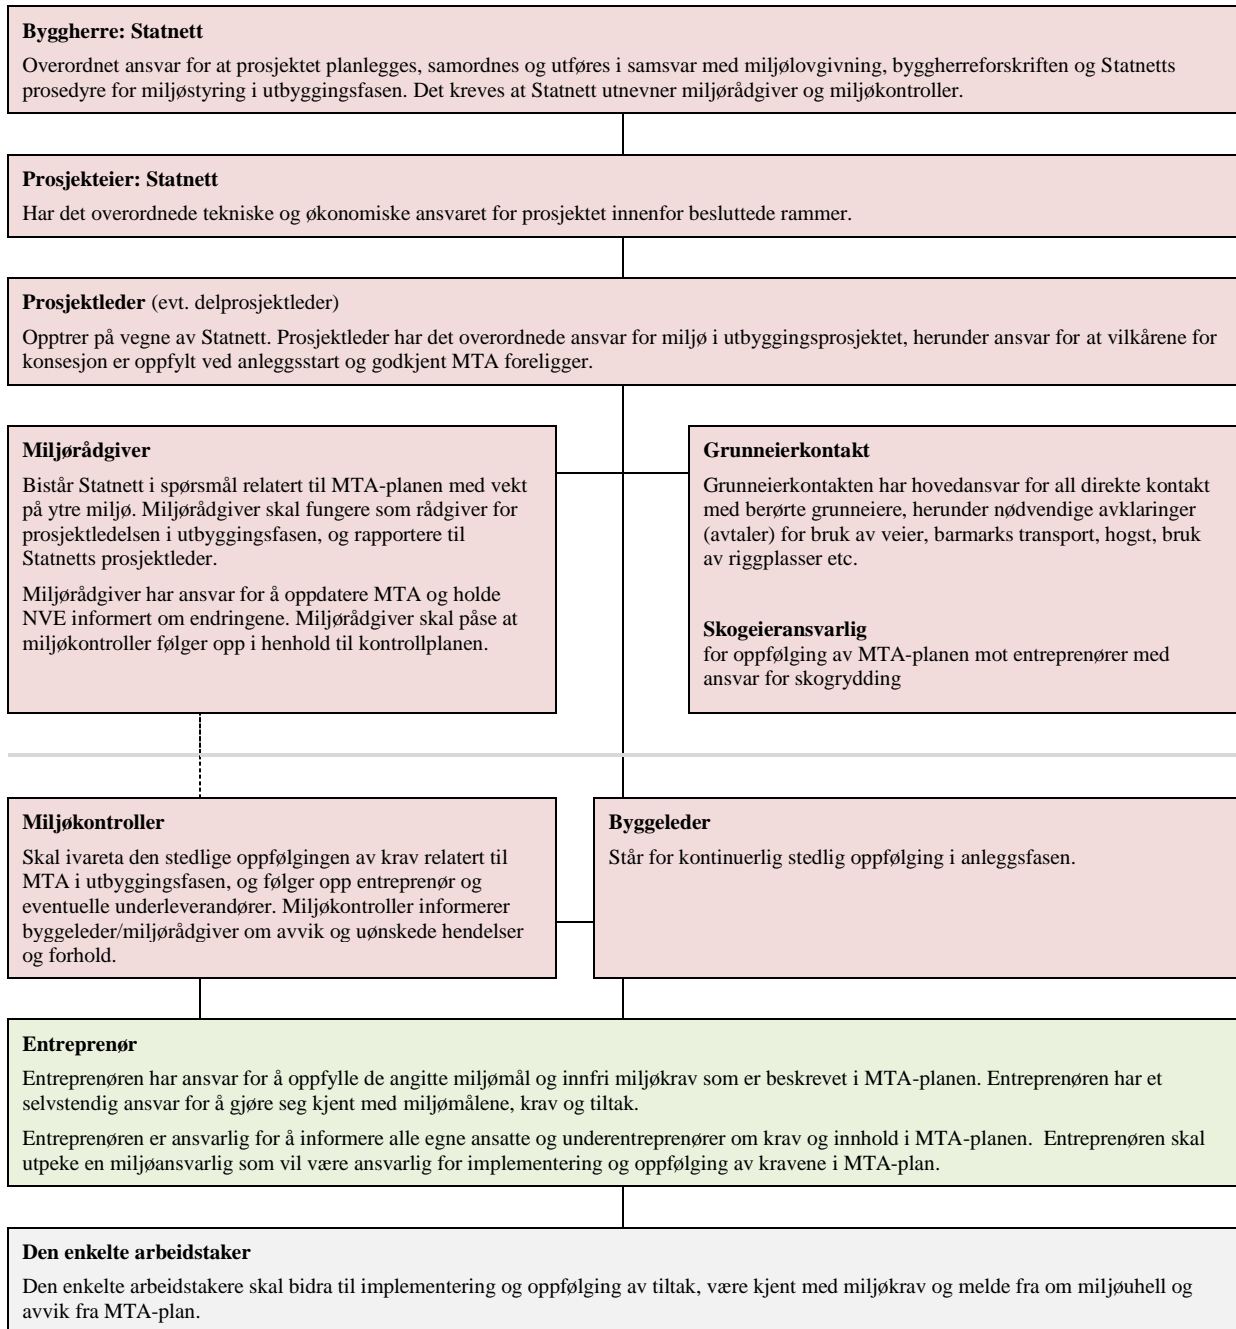 Byggherre: Statnett
Overordnet ansvar for at prosjektet planlegges, samordnes og utføres i samsvar med miljølovgivning, byggherreforskriften og Statnetts
prosedyre for miljøstyring i utbyggingsfasen. Det kreves at Statnett utnevner miljørådgiver og miljøkontroller.
Prosjekteier: Statnett
Har det overordnede tekniske og økonomiske ansvaret for prosjektet innenfor besluttede rammer.
Prosjektleder (evt. delprosjektleder)
Opptrer på vegne av Statnett. Prosjektleder har det overordnede ansvar for miljø i utbyggingsprosjektet, herunder ansvar for at vilkårene for
konsesjon er oppfylt ved anleggsstart og godkjent MTA foreligger.
Miljørådgiver
Bistår Statnett i spørsmål relatert til MTA-planen med vekt
på ytre miljø. Miljørådgiver skal fungere som rådgiver for
prosjektledelsen i utbyggingsfasen, og rapportere til
Statnetts prosjektleder.
Miljørådgiver har ansvar for å oppdatere MTA og holde
NVE informert om endringene. Miljørådgiver skal påse at
miljøkontroller følger opp i henhold til kontrollplanen.
Grunneierkontakt
Grunneierkontakten har hovedansvar for all direkte kontakt
med berørte grunneiere, herunder nødvendige avklaringer
(avtaler) for bruk av veier, barmarks transport, hogst, bruk
av riggplasser etc.
Skogeieransvarlig
for oppfølging av MTA-planen mot entreprenører med
ansvar for skogrydding
Miljøkontroller
Skal ivareta den stedlige oppfølgingen av krav relatert til
MTA i utbyggingsfasen, og følger opp entreprenør og
eventuelle underleverandører. Miljøkontroller informerer
byggeleder/miljørådgiver om avvik og uønskede hendelser
og forhold.
Byggeleder
Står for kontinuerlig stedlig oppfølging i anleggsfasen.
Entreprenør
Entreprenøren har ansvar for å oppfylle de angitte miljømål og innfri miljøkrav som er beskrevet i MTA-planen. Entreprenøren har et
selvstendig ansvar for å gjøre seg kjent med miljømålene, krav og tiltak.
Entreprenøren er ansvarlig for å informere alle egne ansatte og underentreprenører om krav og innhold i MTA-planen. Entreprenøren skal
utpeke en miljøansvarlig som vil være ansvarlig for implementering og oppfølging av kravene i MTA-plan.
Den enkelte arbeidstaker
Den enkelte arbeidstakere skal bidra til implementering og oppfølging av tiltak, være kjent med miljøkrav og melde fra om miljøuhell og
avvik fra MTA-plan.